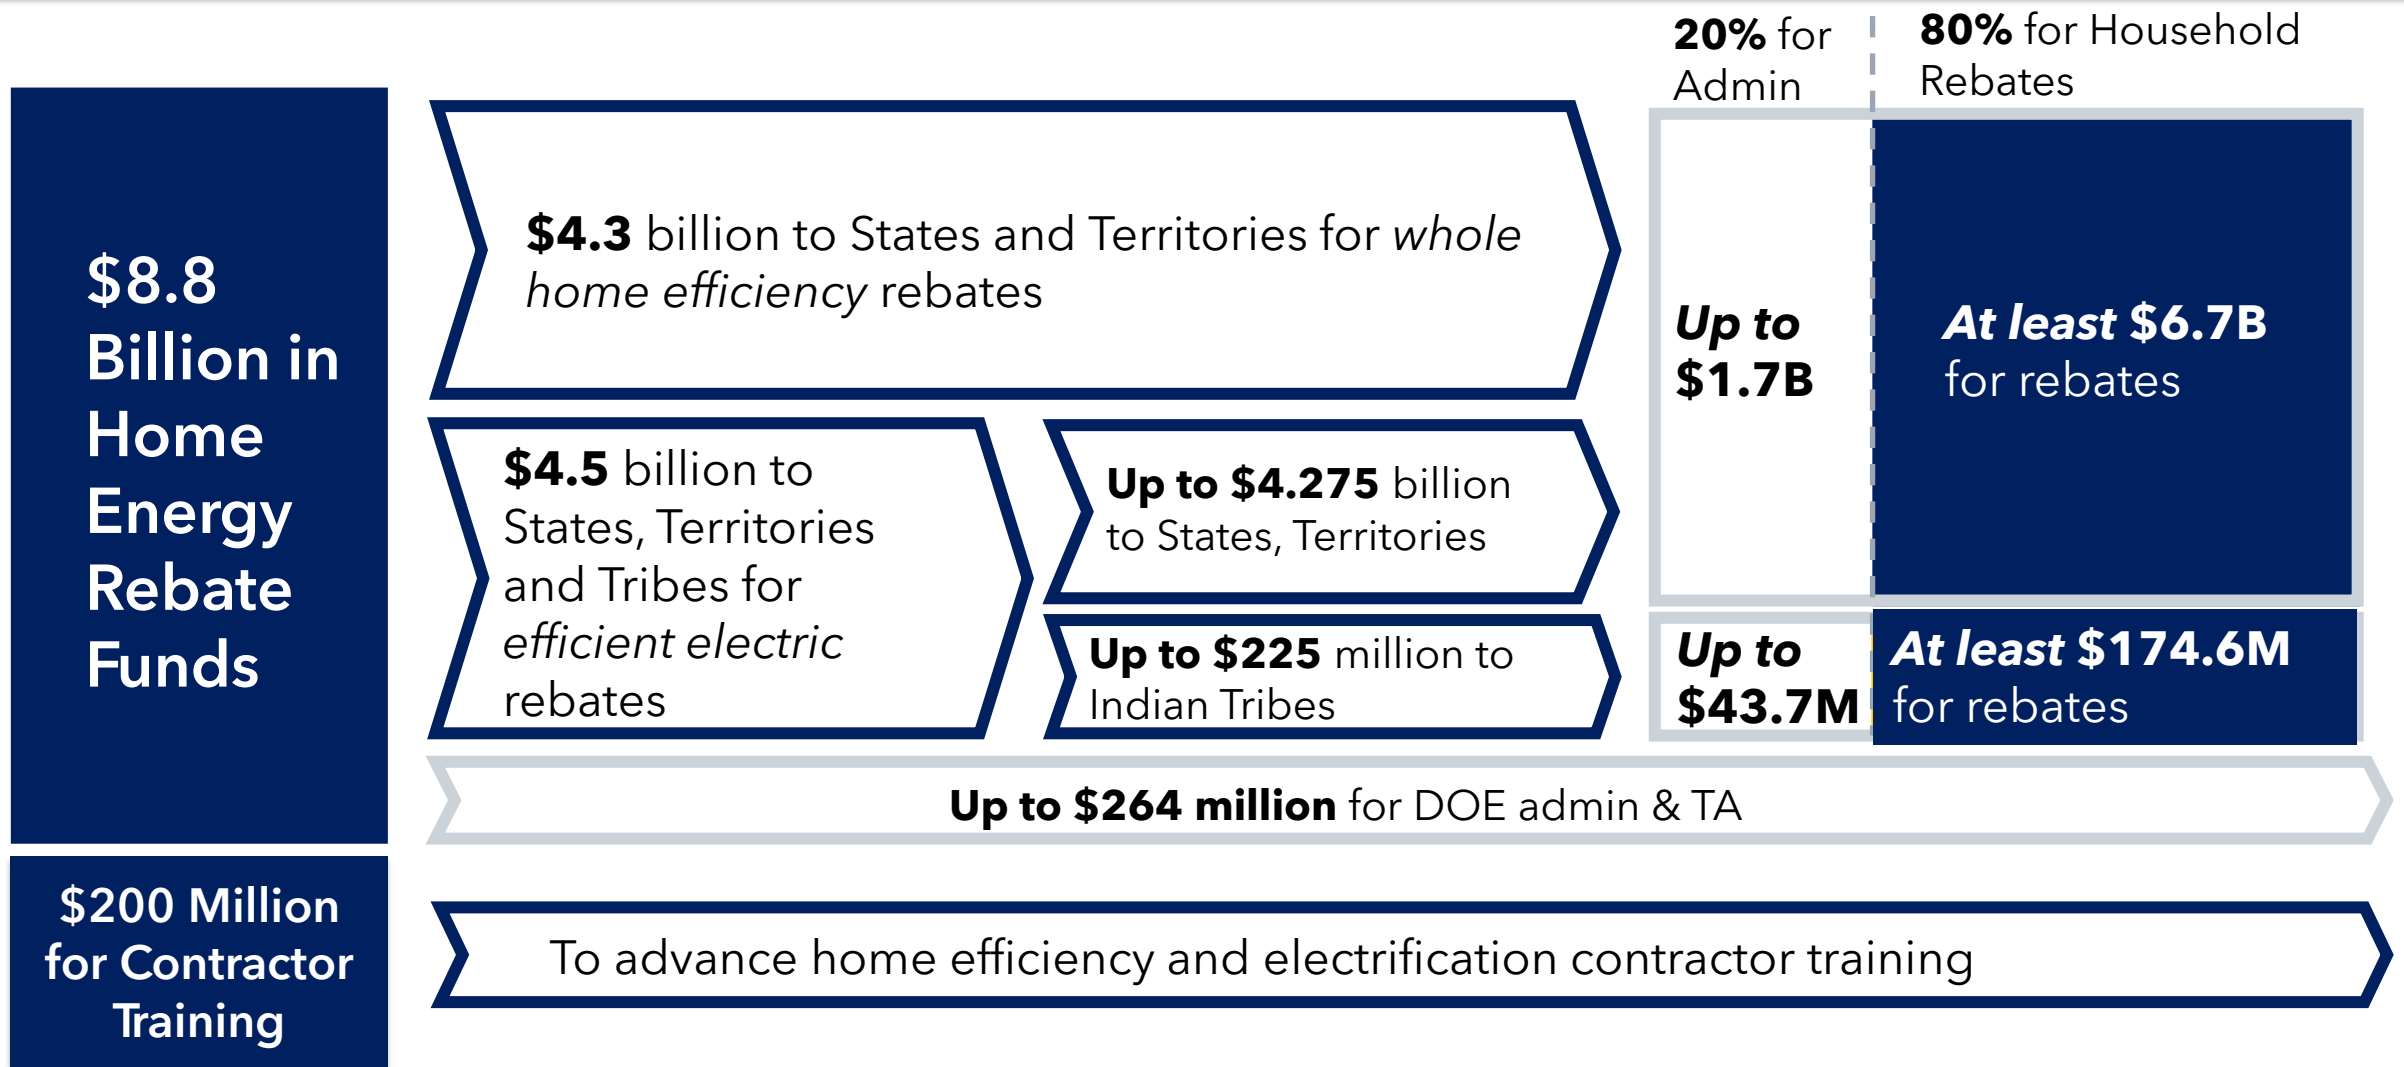 20% for
Admin
80% for Household
Rebates
$8.8
Billion in
Home
Energy
Rebate
Funds
$4.3 billion to States and Territories for whole
home efficiency rebates
$4.5 billion to
States, Territories
and Tribes for
efficient electric
rebates
Up to $4.275 billion
to States, Territories
Up to $225 million to
Indian Tribes
Up to
$1.7B
At least $6.7B
for rebates
Up to
$43.7M
At least $174.6M
for rebates
Up to $264 million for DOE admin & TA
$200 Million
for Contractor
Training
To advance home efficiency and electrification contractor training